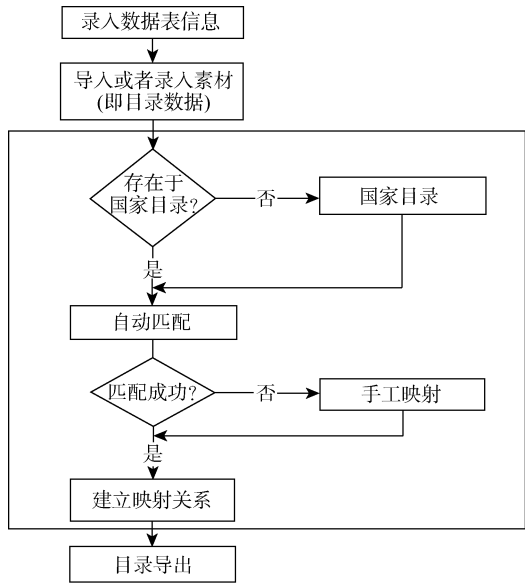 录入数据表信息
导入或者录入素材
(即目录数据)
存在于
国家目录?
否
国家目录
是
自动匹配
匹配成功?
否
手工映射
是
建立映射关系
目录导出